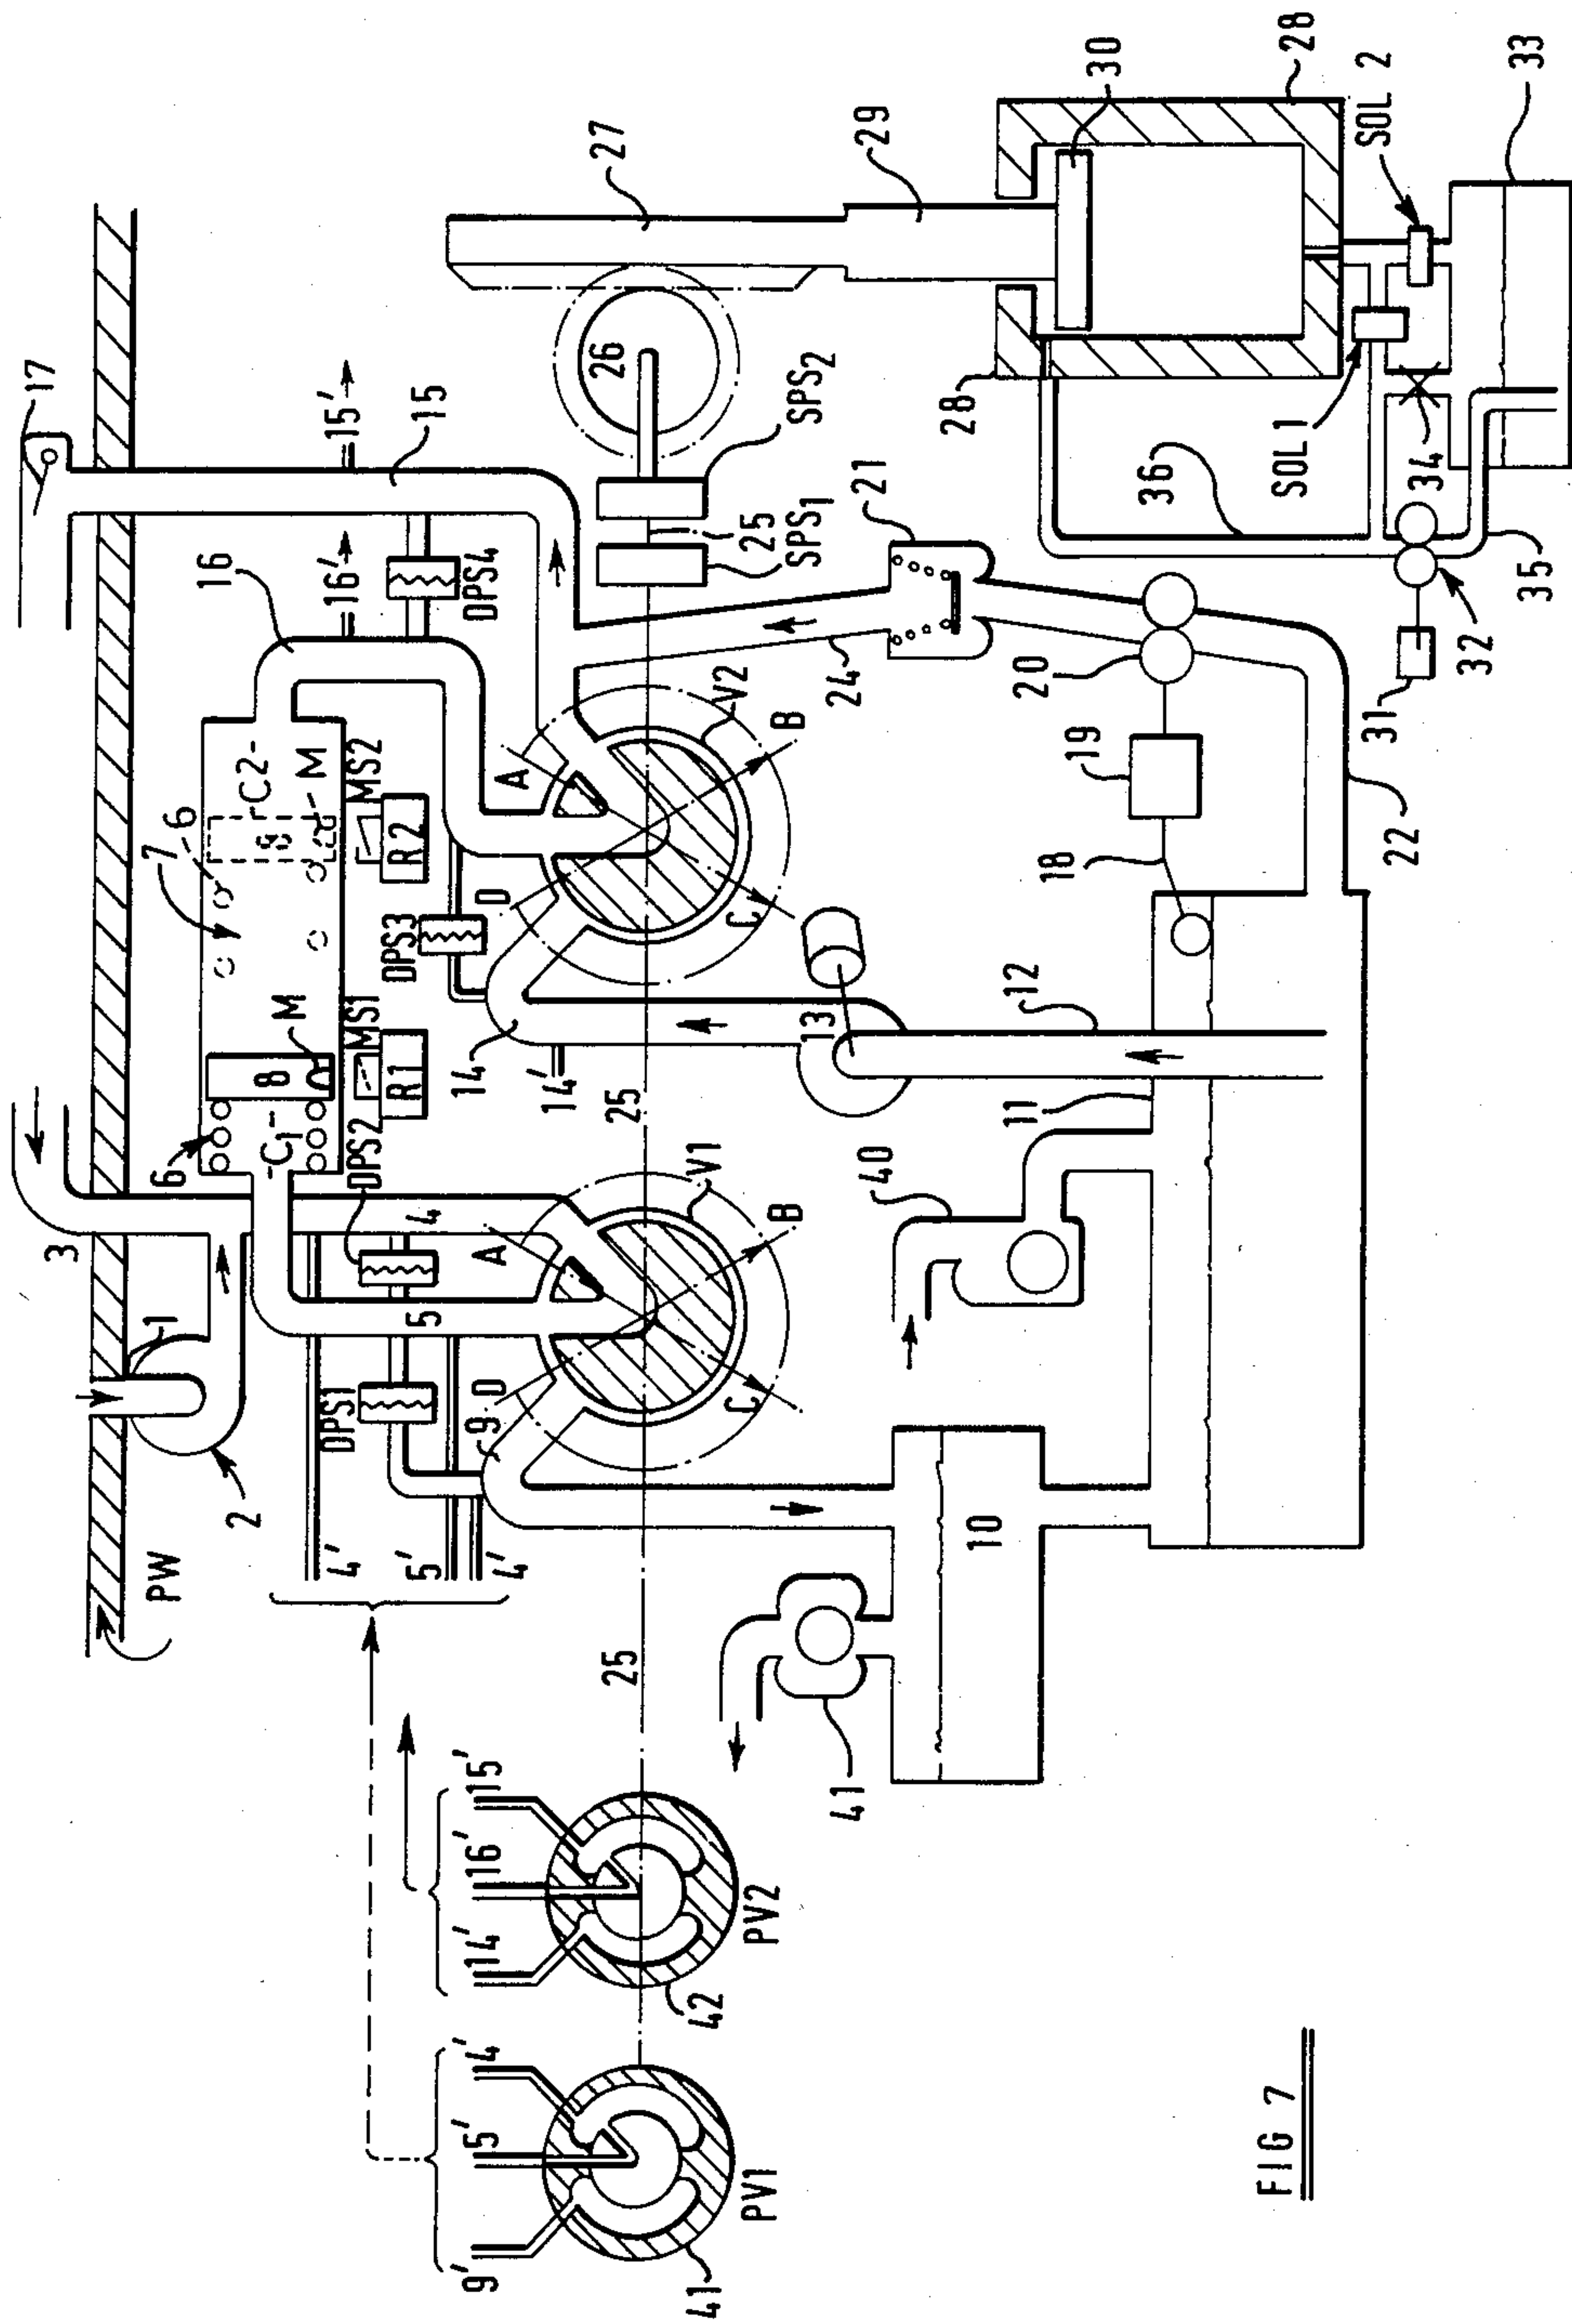 17
27
16
15'
16'
15
DPS4
29
30
28
SOL 2
33
26
SPS2
SPS1
25
28
36
SOL 1
34
35
32
31
21
24
20
19
18
22
6
7
C2-
8
M
MS2
R2
A
V2
B
C
D
DPS3
M
MS1
8
R1
-C1-
6
DPS2
14
14'
25
13
12
11
3
4
5
1
2
PW
DPS1
A
V1
B
C
D
9
40
4'
5'
4'
25
10
41
15'
16'
14'
PV2
42
4'
5'
9'
PV1
41
FIG 7